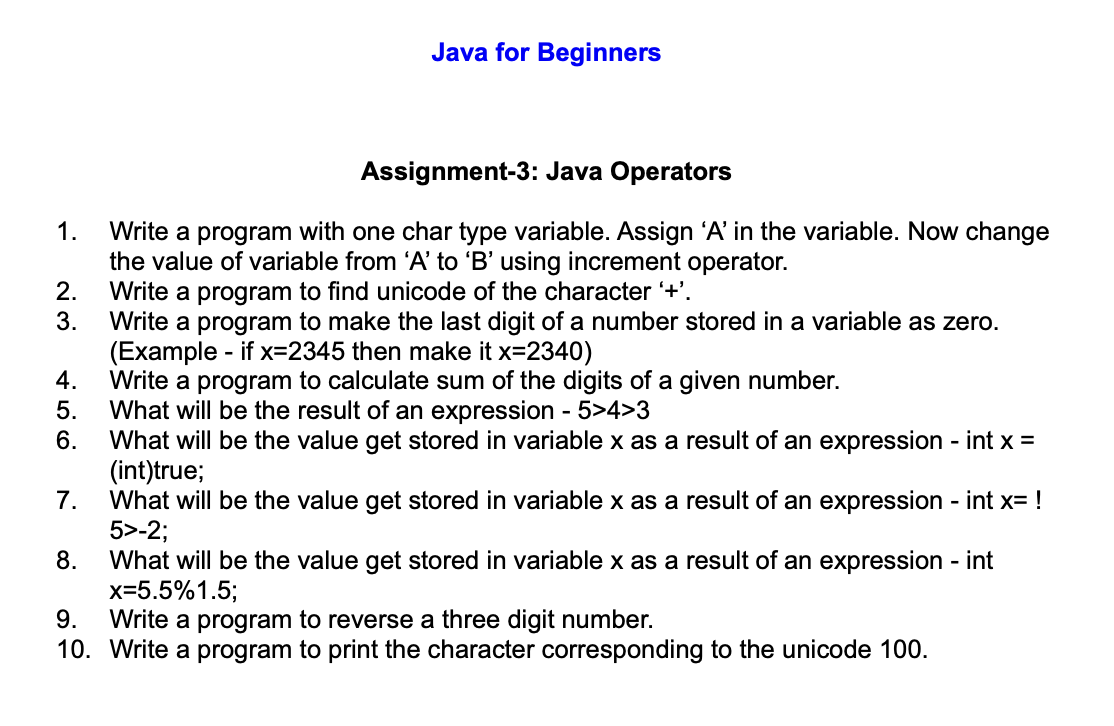 Java for Beginners
Assignment-3: Java Operators
1. Write a program with one char type variable. Assign ‘A’ in the variable. Now change
the value of variable from ‘A’ to ‘B’ using increment operator.
2. Write a program to find unicode of the character ‘+’.
3. Write a program to make the last digit of a number stored in a variable as zero.
(Example - if x=2345 then make it x=2340)
4. Write a program to calculate sum of the digits of a given number.
5. What will be the result of an expression - 5>4>3
6. What will be the value get stored in variable x as a result of an expression - int x =
(int)true;
7. What will be the value get stored in variable x as a result of an expression - int x= !
5>-2;
8. What will be the value get stored in variable x as a result of an expression - int
x=5.5%1.5;
9. Write a program to reverse a three digit number.
10. Write a program to print the character corresponding to the unicode 100.